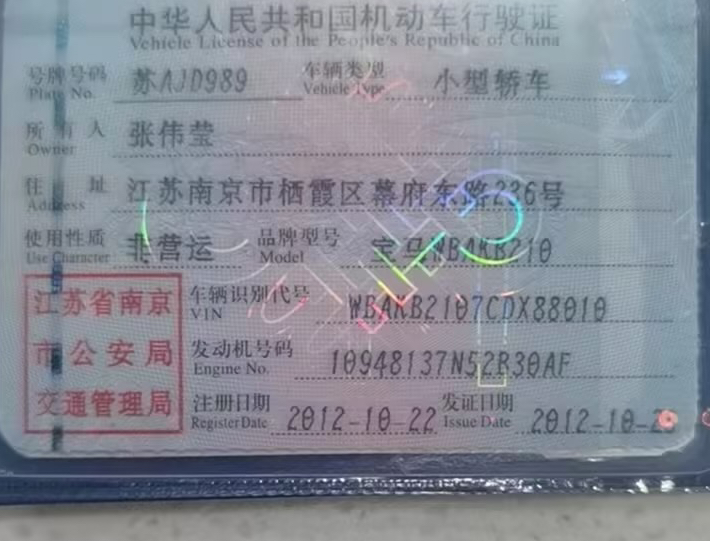 中华人民共和国机动车行驶证
Vehicle License of the People's Republic of China
号牌号码 苏AJD989 车辆类型 小型轿车
Plate No. Vehicle Type
所有人 张伟莹
Owner
住址 江苏南京市栖霞区幕府东路236号
Address
使用性质 非营运 品牌型号 宝马WBAKB210
Use Character Model
江苏省南京 车辆识别代号 WBAKB2107CDX88010
VIN
市公安局 发动机号码 10948137N52B30AF
Engine No.
交通管理局 注册日期 2012-10-22 发证日期 2012-10-
Register Date Issue Date